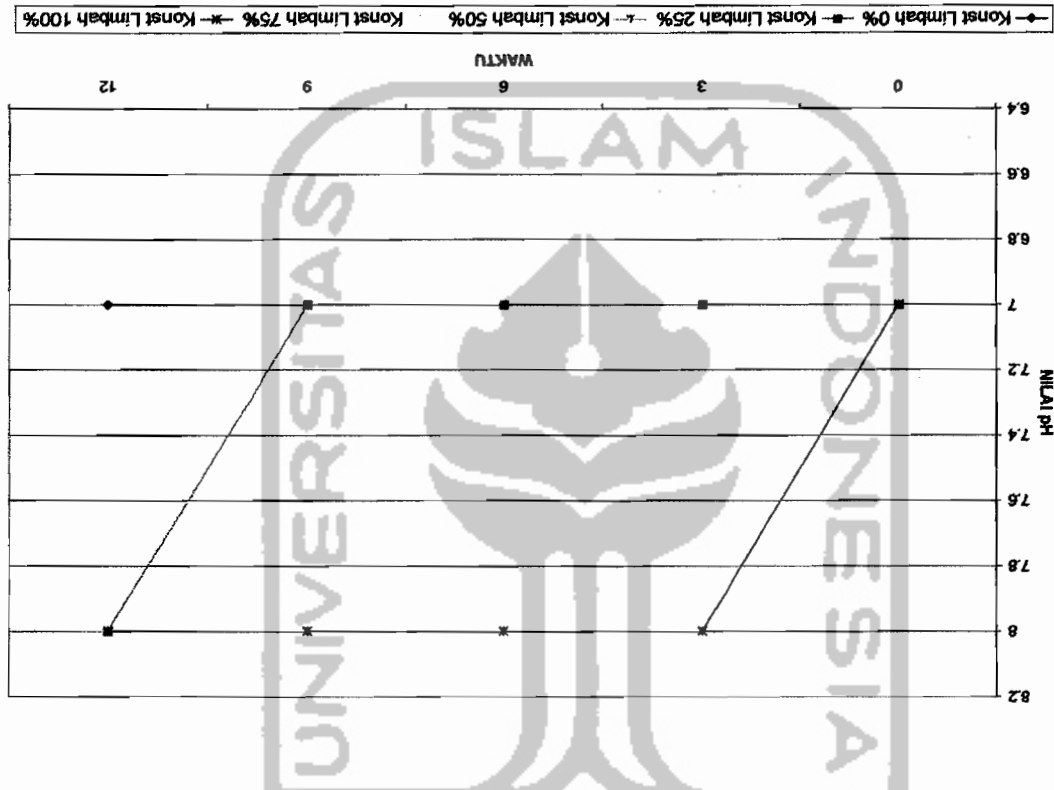 8.2
8
7.8
7.6
7.4
7.2
7
6.8
6.6
6.4
NILAI pH
0 3 6 9 12
WAKTU
Konst Limbah 0% Konst Limbah 25% Konst Limbah 50% Konst Limbah 75% Konst Limbah 100%
UNIVERSITAS
ISLAM
INDONESIA